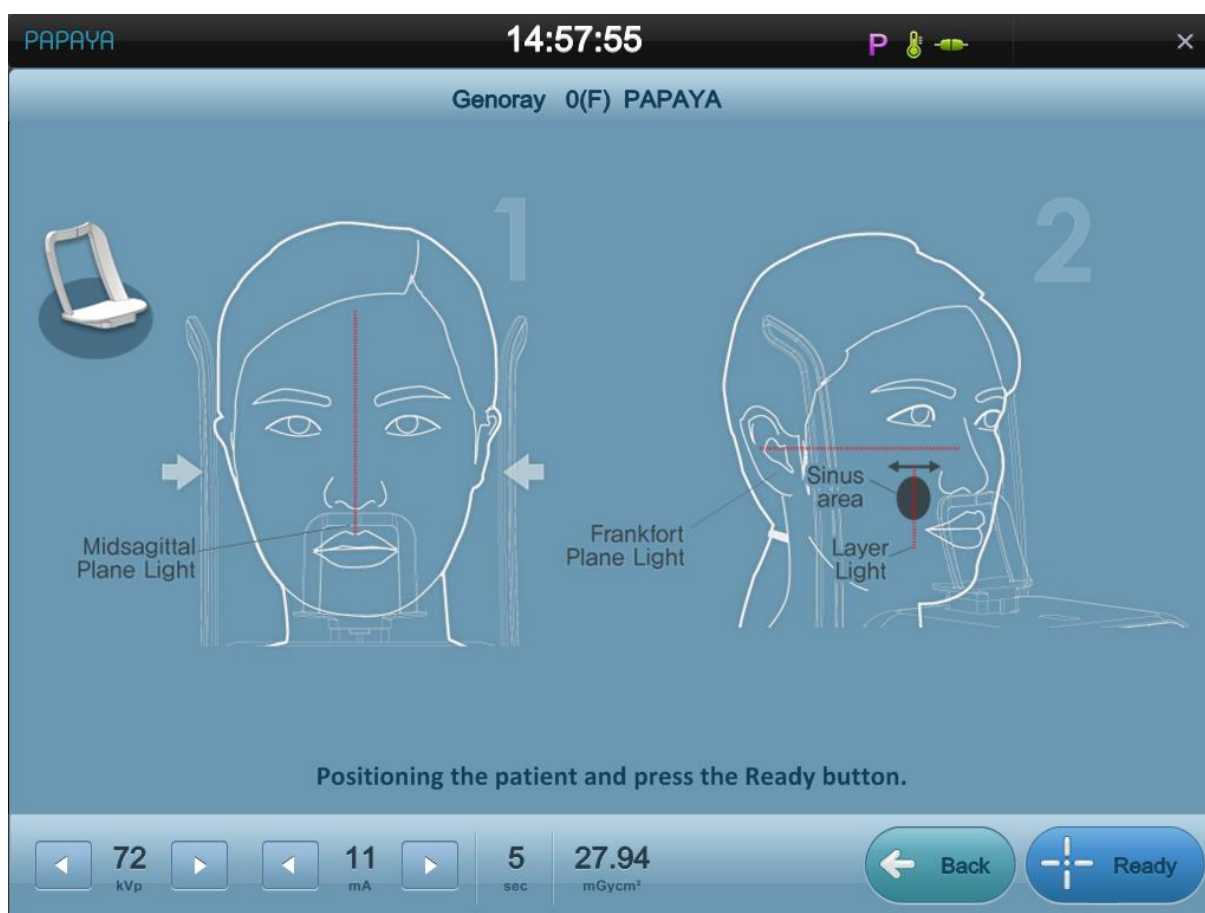 PAPAYA
14:57:55
P
Genoray 0(F) PAPAYA
1
2
Midsagittal
Plane Light
Frankfort
Plane Light
Sinus
area
Layer
Light
Positioning the patient and press the Ready button.
72
kVp
11
mA
5
sec
27.94
mGycm²
Back
Ready